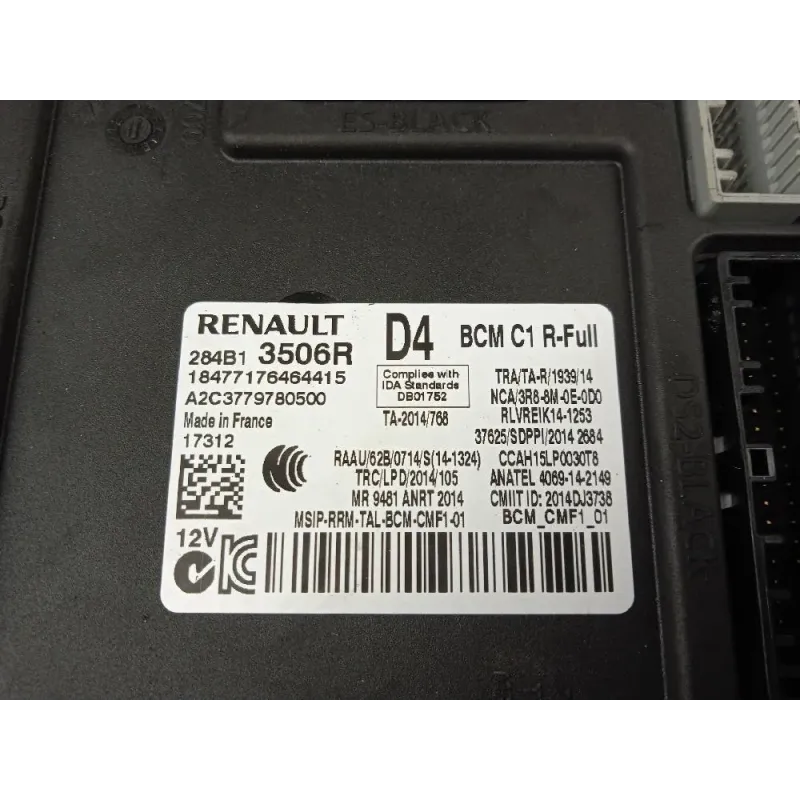 ES-BLACK
RENAULT D4 BCM C1 R-Full
284B1 3506R
18477176464415
A2C3779780500
Made in France
17312
Complies with
IDA Standards
DB01752
TA-2014/768
TRA/TA-R/1939/14
NCA/3R8-8M-0E-0D0
RLVREIK14-1253
37625/SDPPI/2014 2684
RAAU/62B/0714/S(14-1324) CCAH15LP0030T8
TRC/LPD/2014/105 ANATEL 4069-14-2149
MR 9481 ANRT 2014 CMIIT ID: 2014DJ3738
MSIP-RRM-TAL-BCM-CMF1-01 BCM_CMF1_01
12V
PS2-BLACK